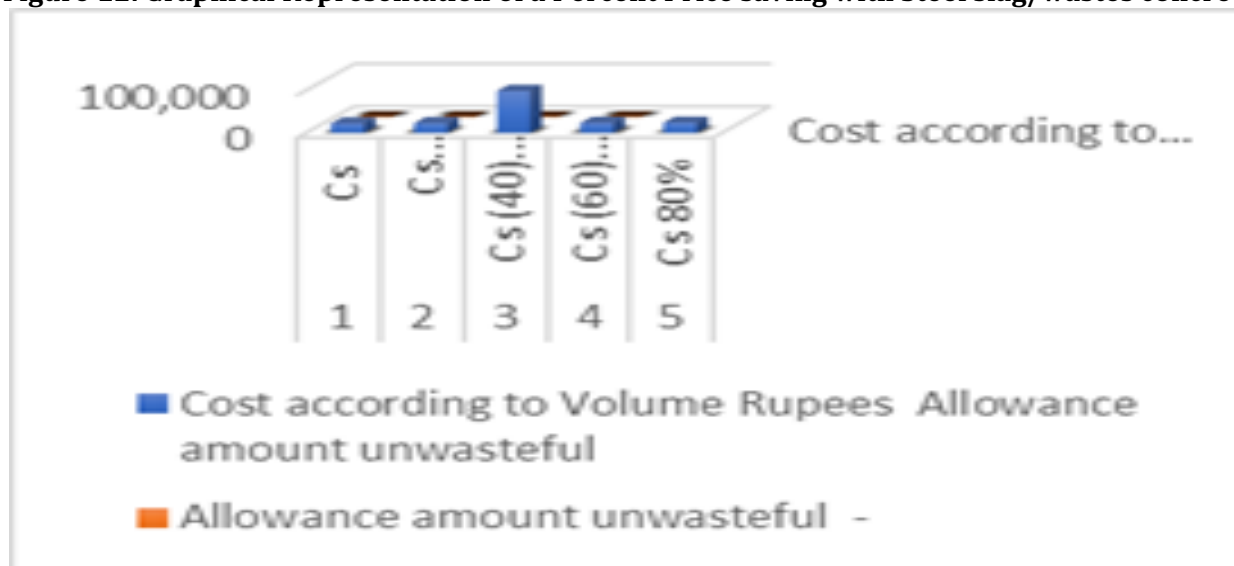 100,000
0
Cost according to...
Cs
Cs...
Cs (40)...
Cs (60)...
Cs 80%
1 2 3 4 5
Cost according to Volume Rupees Allowance
amount unwasteful
Allowance amount unwasteful -